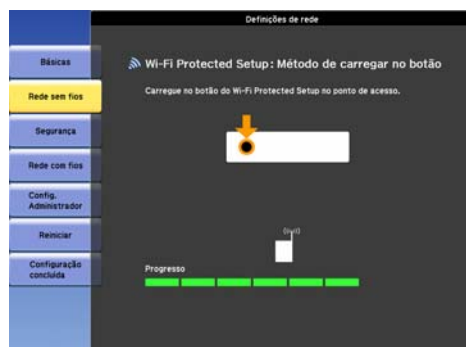 Definições de rede
Básicas
Rede sem fios
Segurança
Rede com fios
Config.
Administrador
Reiniciar
Configuração
concluída
Wi-Fi Protected Setup: Método de carregar no botão
Carregue no botão do Wi-Fi Protected Setup no ponto de acesso.
Progresso